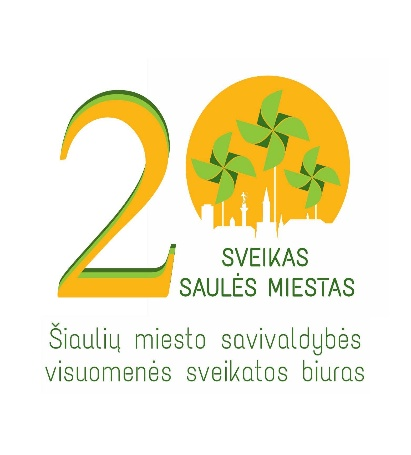 20
SVEIKAS
SAULĖS MIESTAS
Šiaulių miesto savivaldybės
visuomenės sveikatos biuras